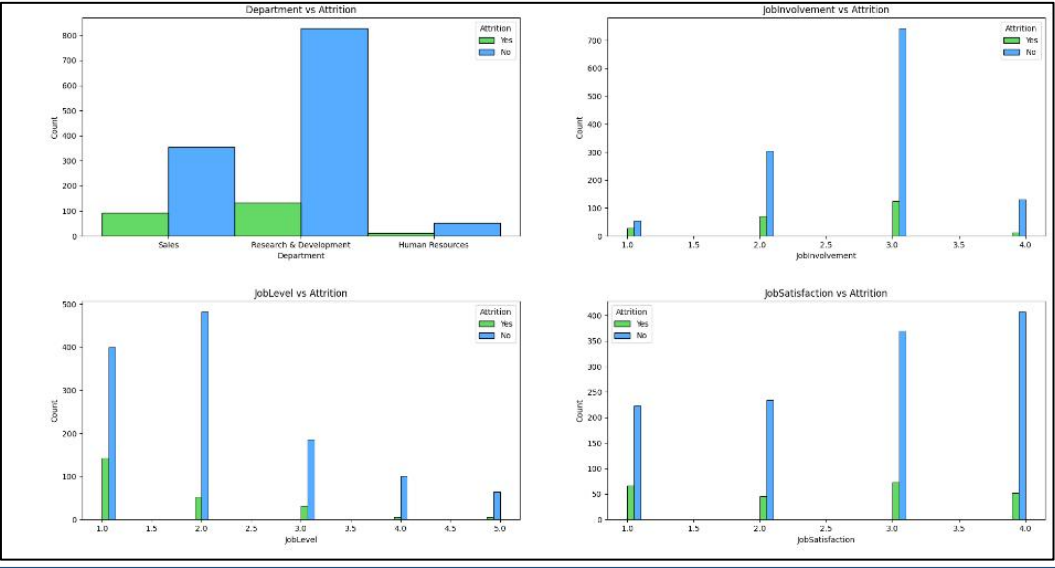 Department vs Attrition
Attrition
Yes
No
800
700
600
500
400
300
200
100
0
Count
Sales
Research & Development
Human Resources
Department
JobInvolvement vs Attrition
Attrition
Yes
No
700
600
500
400
300
200
100
0
Count
1.0 1.5 2.0 2.5 3.0 3.5 4.0
JobInvolvement
JobLevel vs Attrition
Attrition
Yes
No
500
400
300
200
100
0
Count
1.0 1.5 2.0 2.5 3.0 3.5 4.0 4.5 5.0
JobLevel
JobSatisfaction vs Attrition
Attrition
Yes
No
400
350
300
250
200
150
100
50
0
Count
1.0 1.5 2.0 2.5 3.0 3.5 4.0
JobSatisfaction